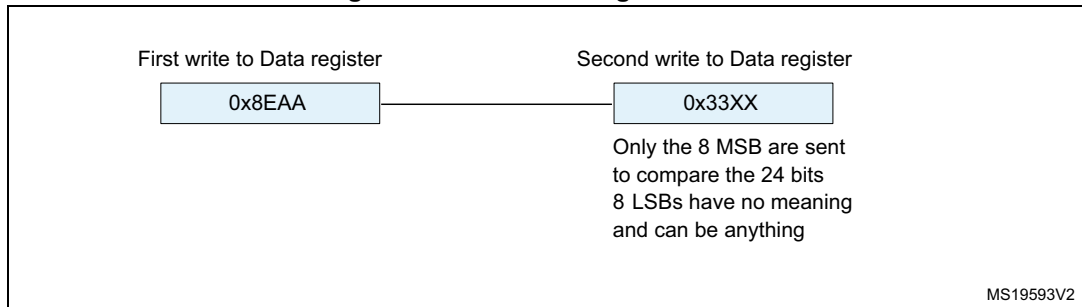 First write to Data register
Second write to Data register
0x8EAA
0x33XX
Only the 8 MSB are sent
to compare the 24 bits
8 LSBs have no meaning
and can be anything
MS19593V2